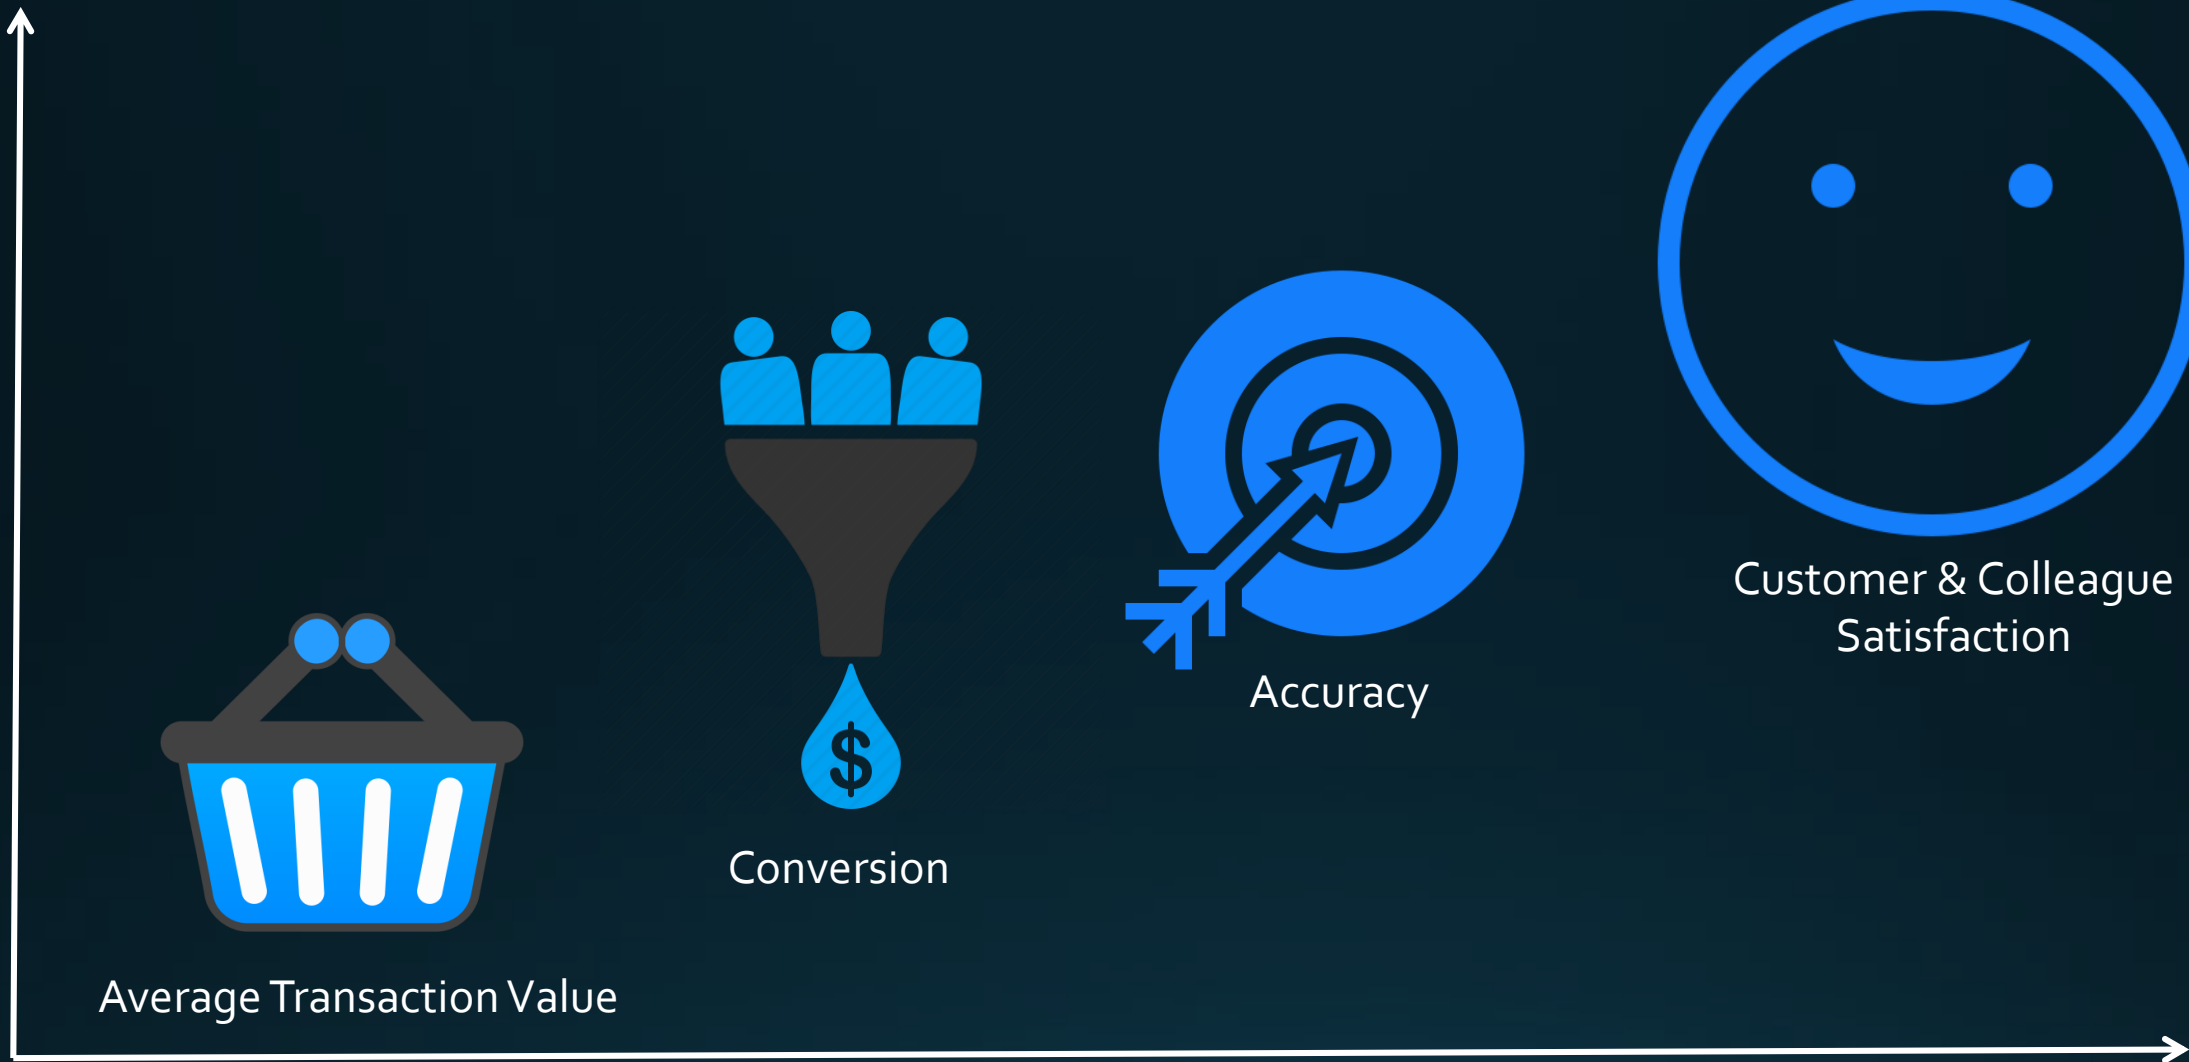 Average Transaction Value
$
Conversion
Accuracy
Customer & Colleague
Satisfaction